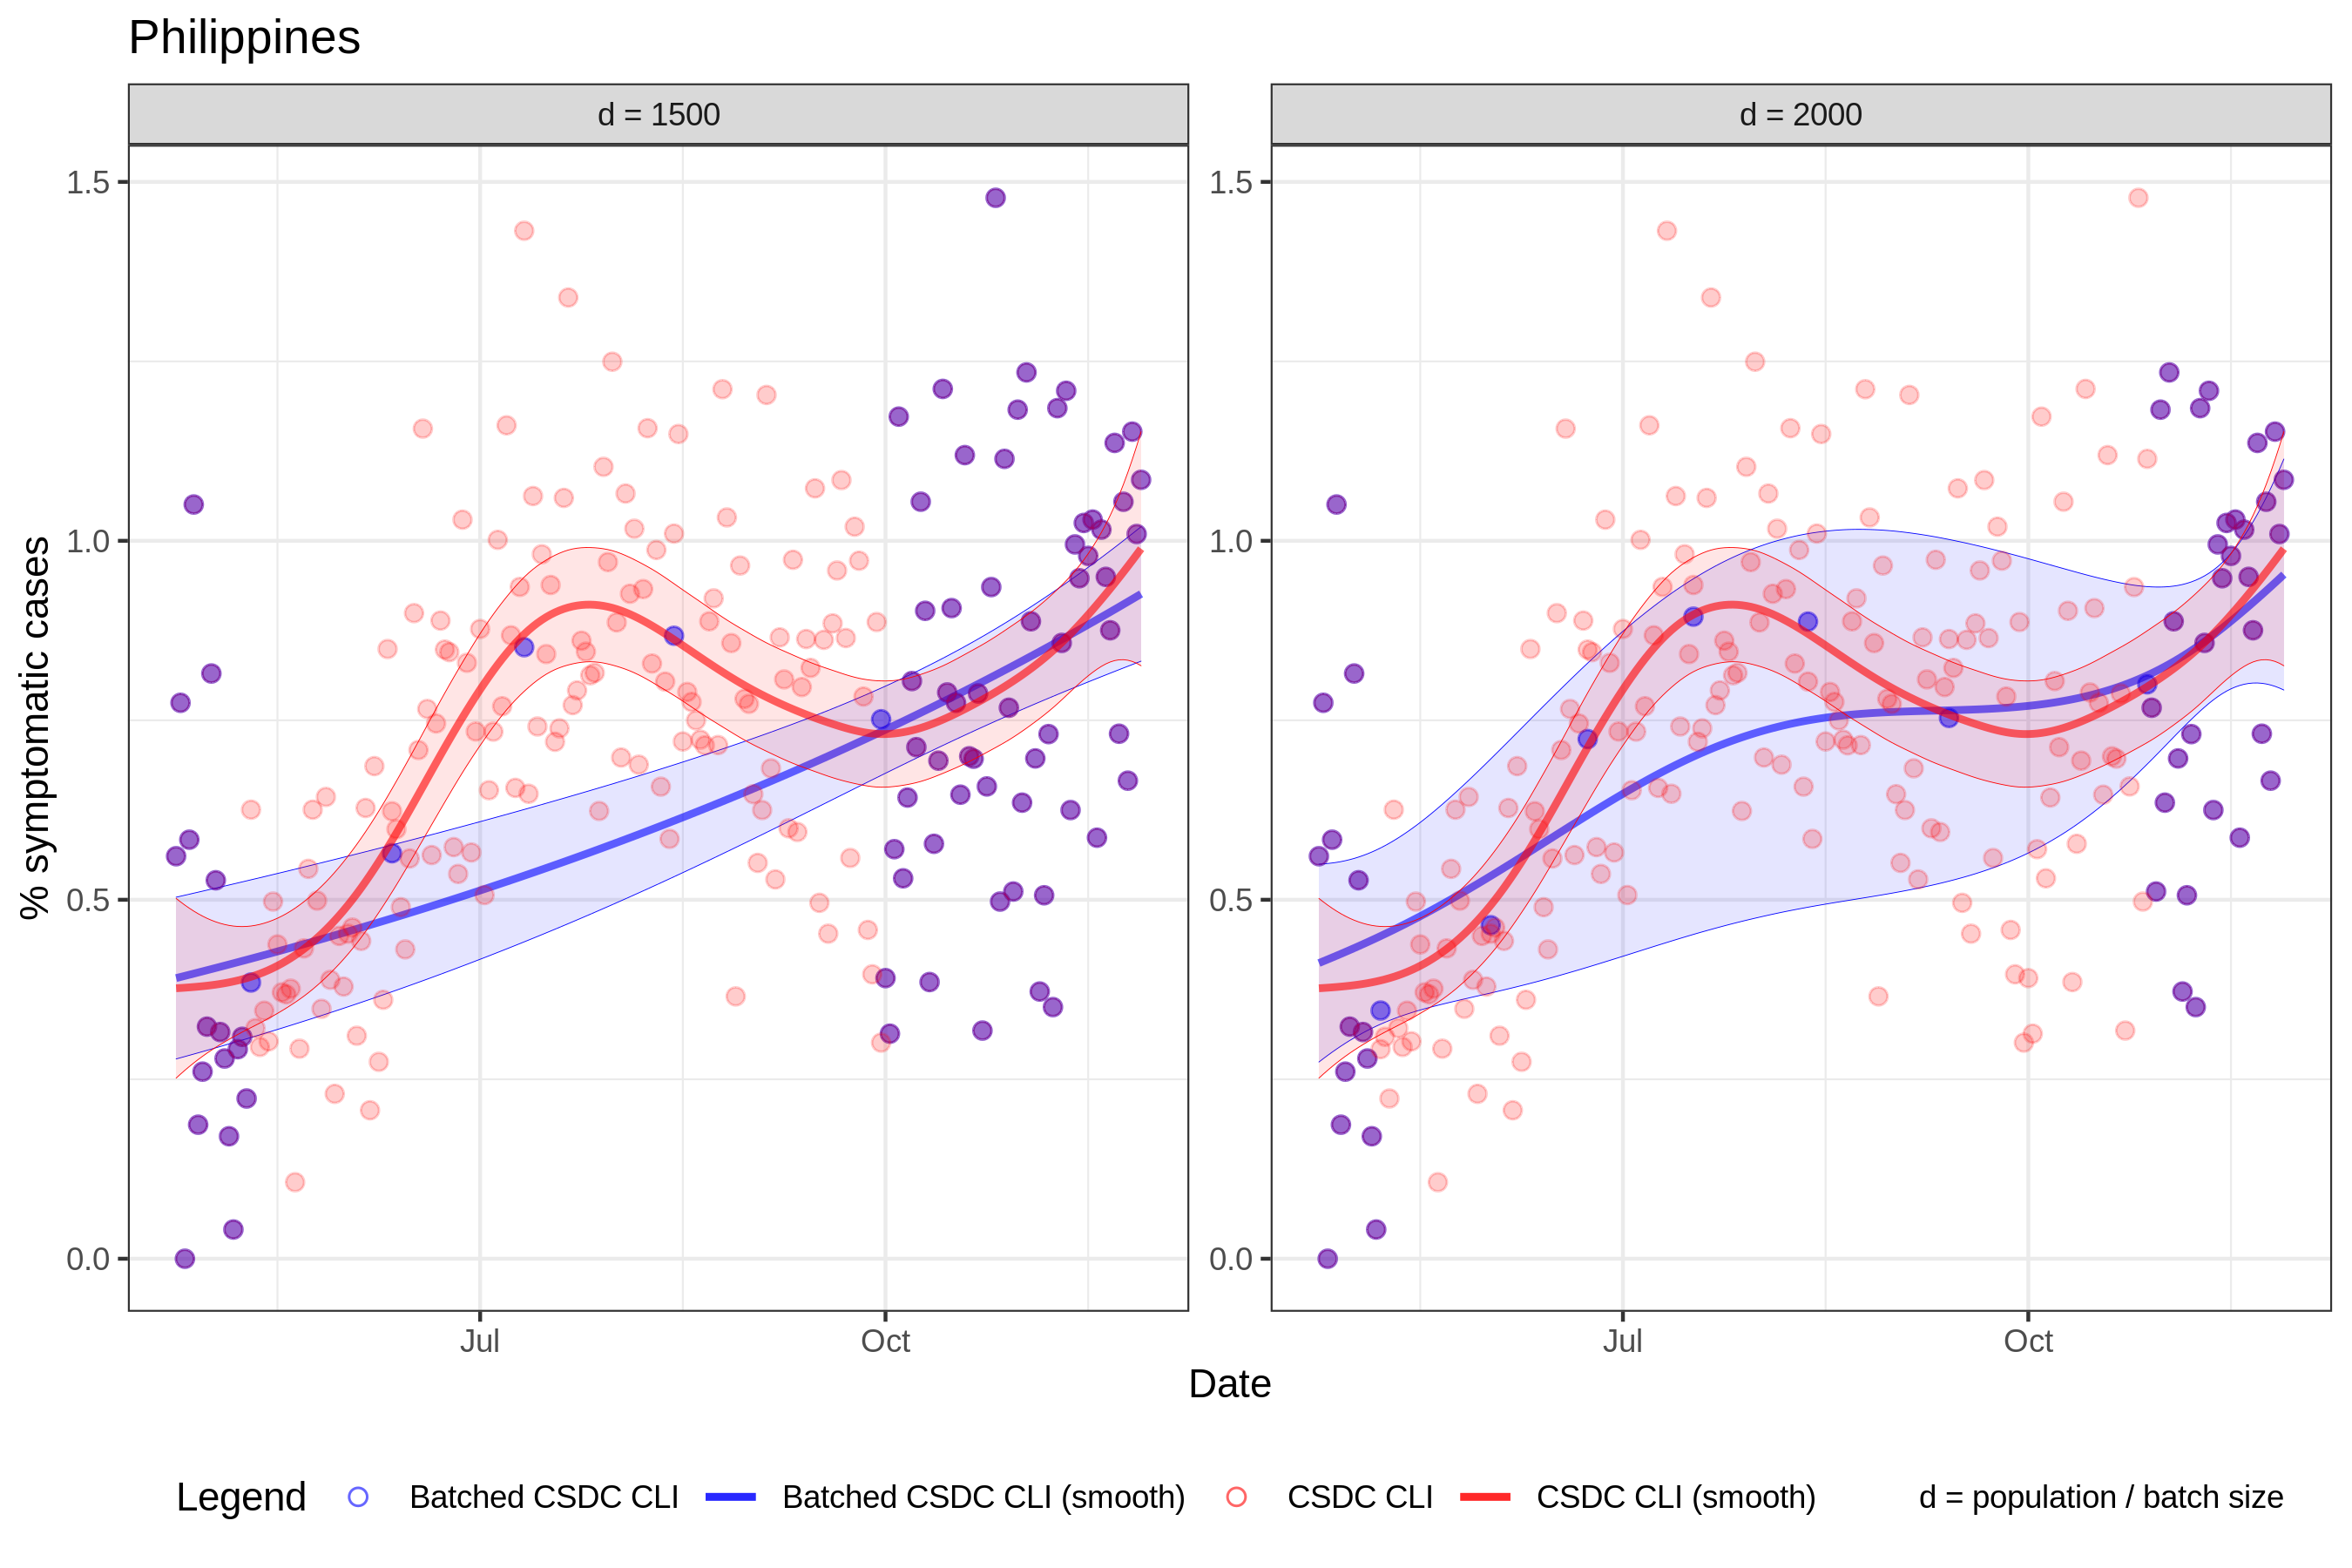 Philippines
d = 1500
d = 2000
% symptomatic cases
1.5
1.0
0.5
0.0
1.5
1.0
0.5
0.0
Jul
Oct
Jul
Oct
Date
Legend Batched CSDC CLI Batched CSDC CLI (smooth) CSDC CLI CSDC CLI (smooth) d = population / batch size